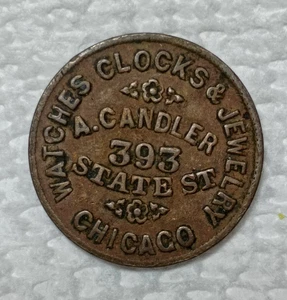 WATCHES CLOCKS & JEWELRY
A. CANDLER
393
STATE ST
CHICAGO